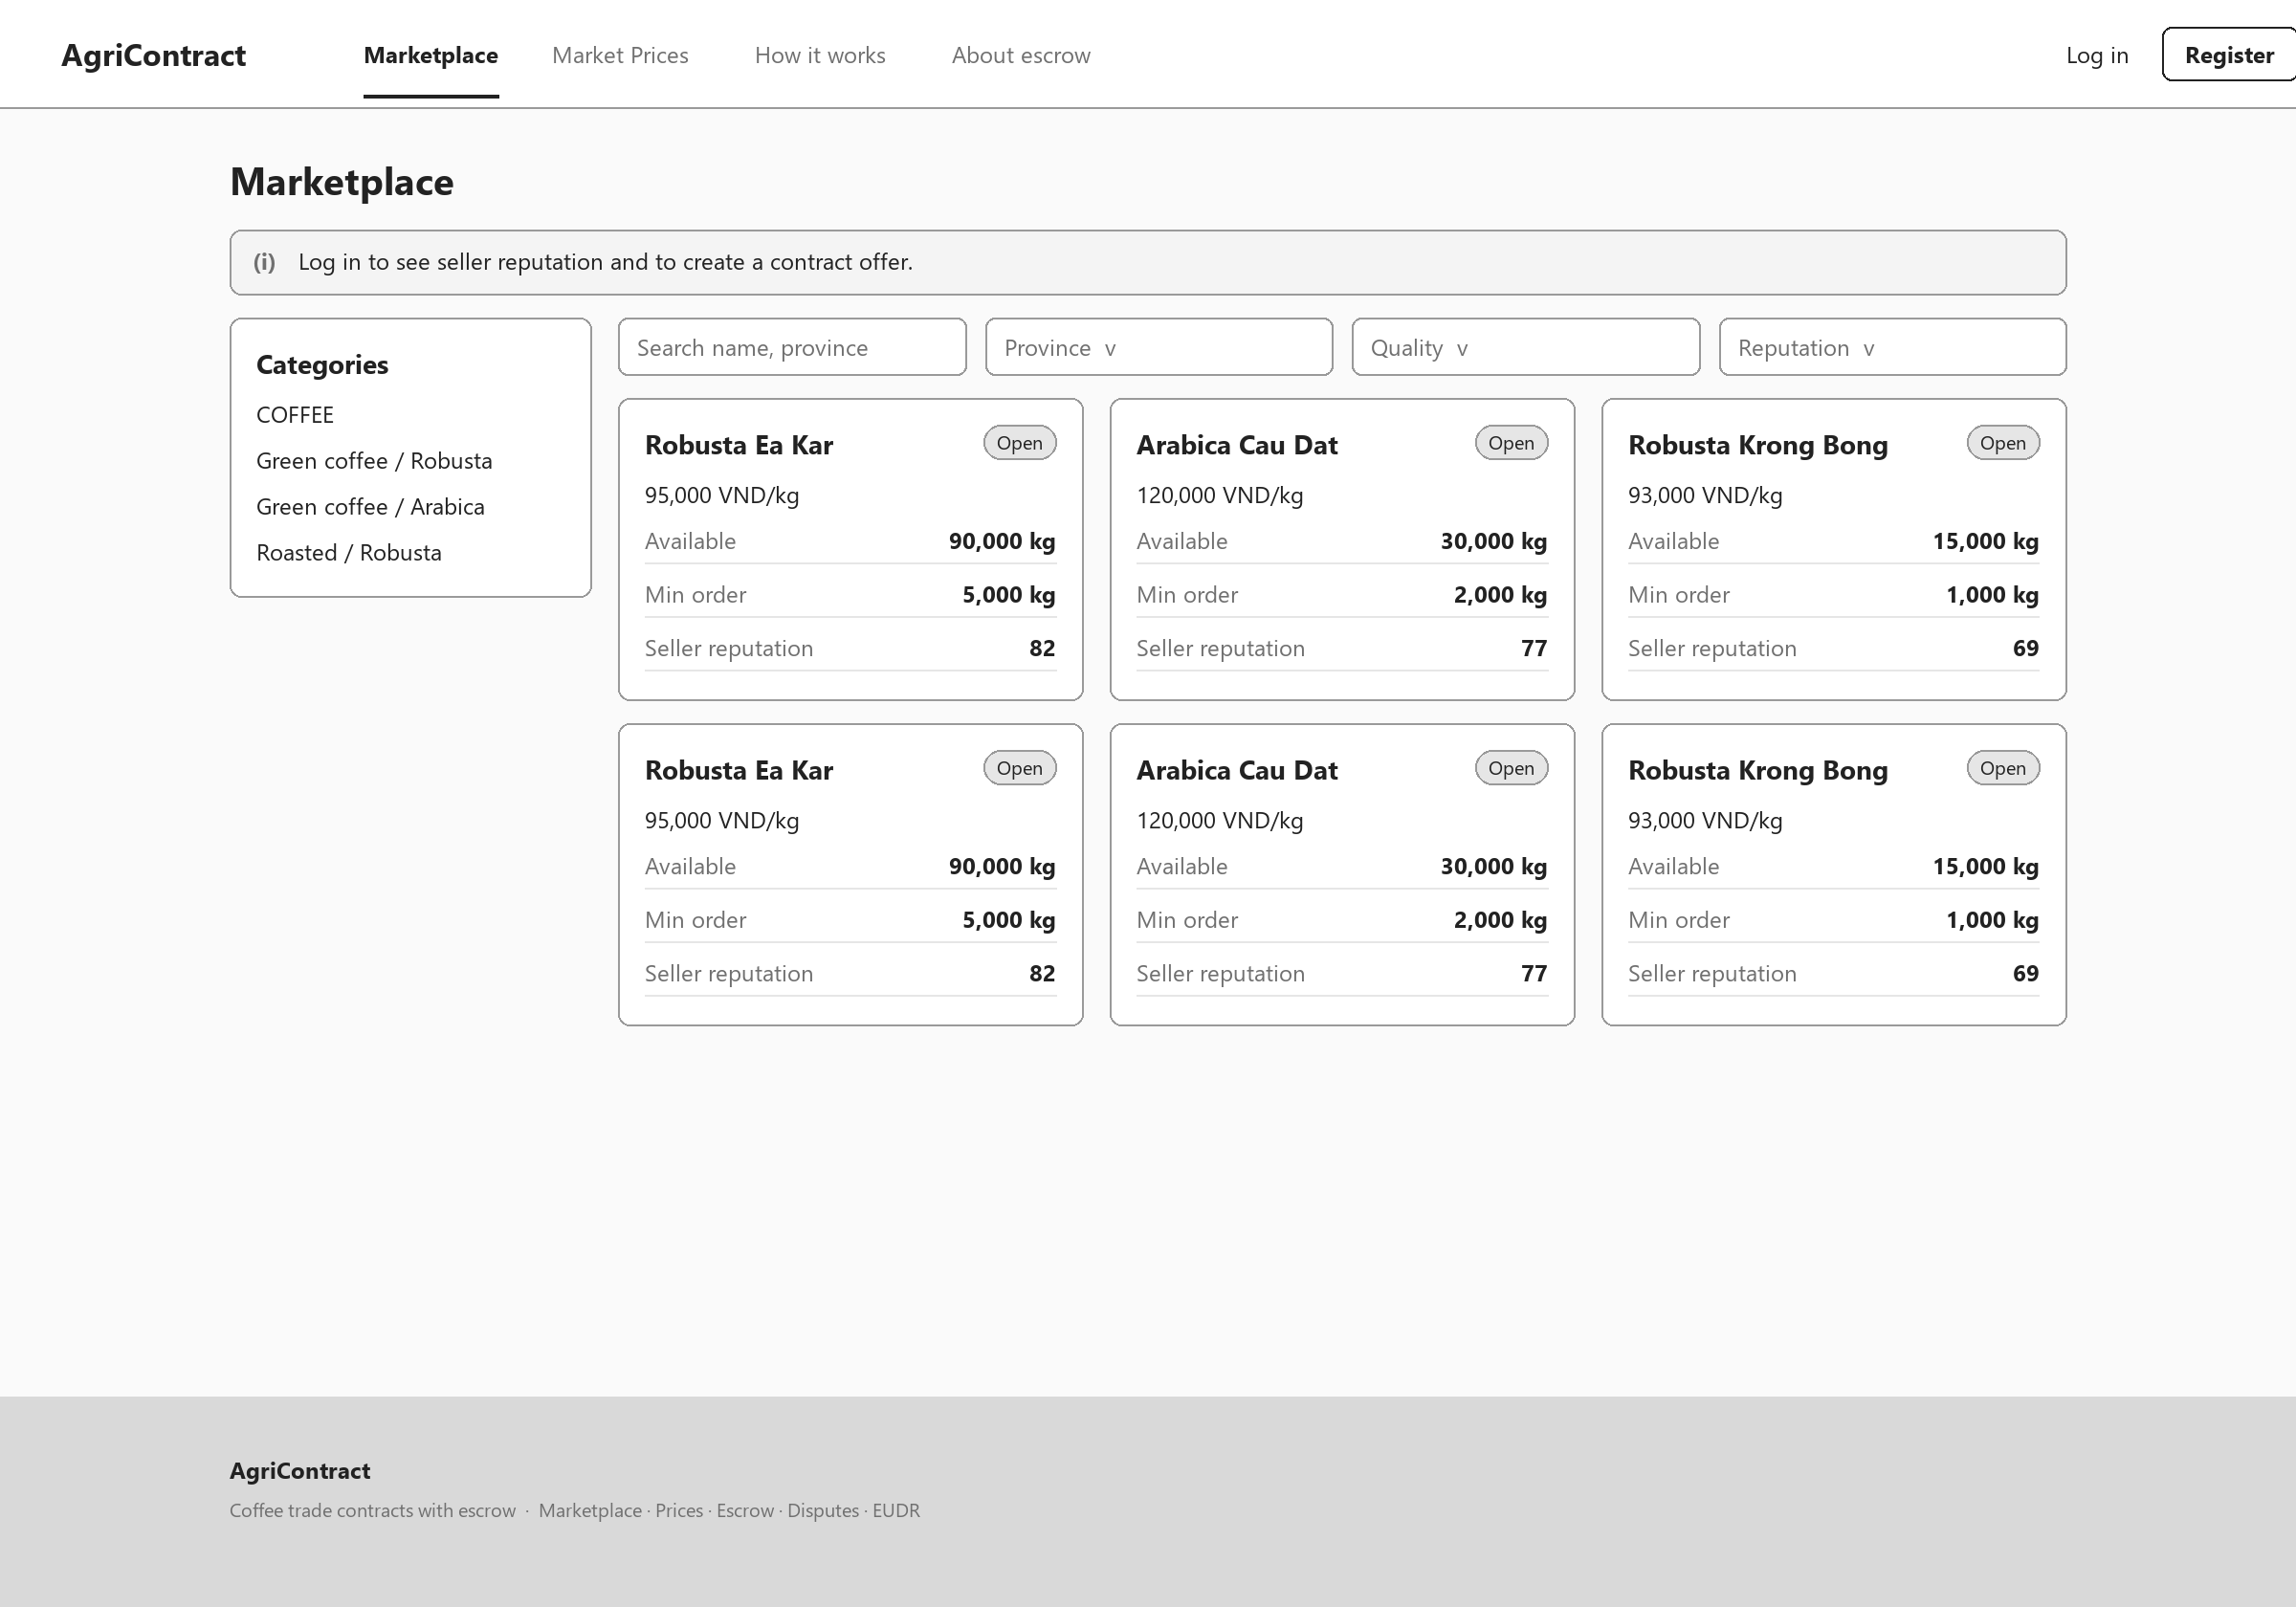 AgriContract
Marketplace
Market Prices
How it works
About escrow
Log in
Register
Marketplace
(i) Log in to see seller reputation and to create a contract offer.
Categories
COFFEE
Green coffee / Robusta
Green coffee / Arabica
Roasted / Robusta
Search name, province
Province v
Quality v
Reputation v
Robusta Ea Kar
Open
95,000 VND/kg
Available 90,000 kg
Min order 5,000 kg
Seller reputation 82
Arabica Cau Dat
Open
120,000 VND/kg
Available 30,000 kg
Min order 2,000 kg
Seller reputation 77
Robusta Krong Bong
Open
93,000 VND/kg
Available 15,000 kg
Min order 1,000 kg
Seller reputation 69
Robusta Ea Kar
Open
95,000 VND/kg
Available 90,000 kg
Min order 5,000 kg
Seller reputation 82
Arabica Cau Dat
Open
120,000 VND/kg
Available 30,000 kg
Min order 2,000 kg
Seller reputation 77
Robusta Krong Bong
Open
93,000 VND/kg
Available 15,000 kg
Min order 1,000 kg
Seller reputation 69
AgriContract
Coffee trade contracts with escrow · Marketplace · Prices · Escrow · Disputes · EUDR